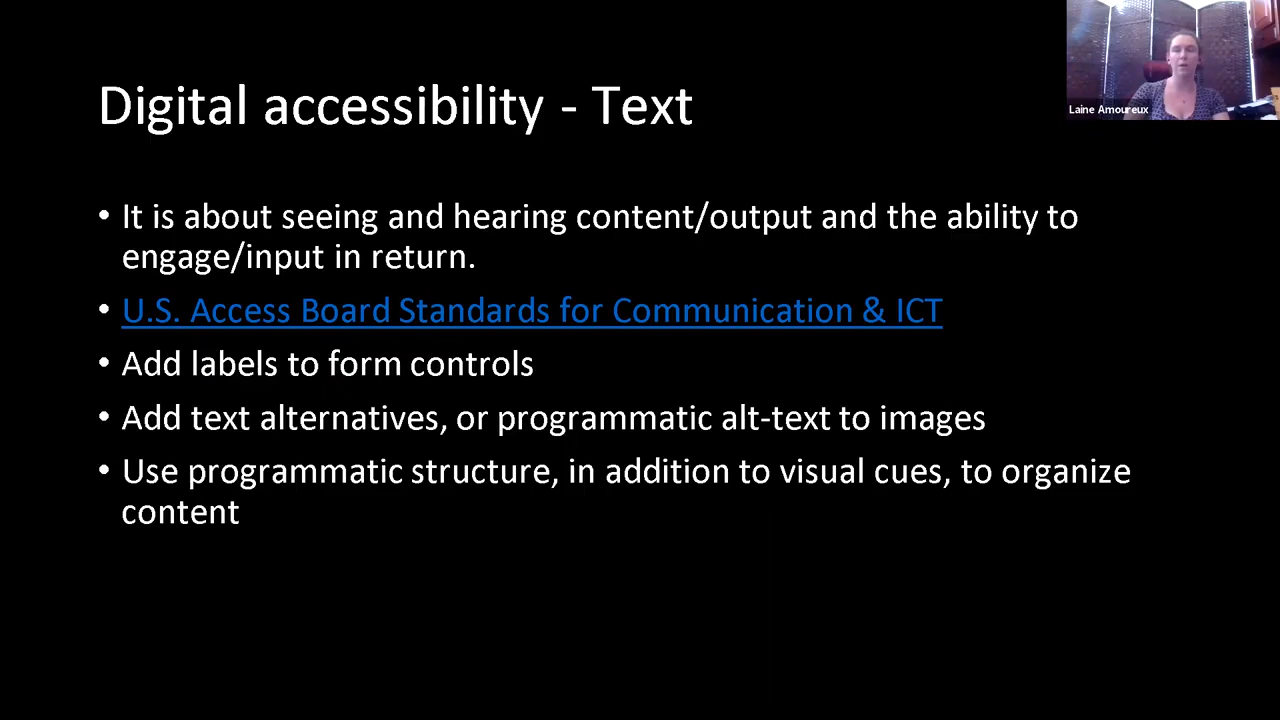 Digital accessibility - Text
Laine Amoureux
• It is about seeing and hearing content/output and the ability to
engage/input in return.
• U.S. Access Board Standards for Communication & ICT
• Add labels to form controls
• Add text alternatives, or programmatic alt-text to images
• Use programmatic structure, in addition to visual cues, to organize
content